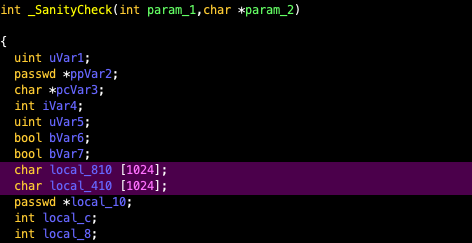 int _SanityCheck(int param_1,char *param_2)
{
uint uVar1;
passwd *ppVar2;
char *pcVar3;
int iVar4;
uint uVar5;
bool bVar6;
bool bVar7;
char local_810 [1024];
char local_410 [1024];
passwd *local_10;
int local_c;
int local_8;